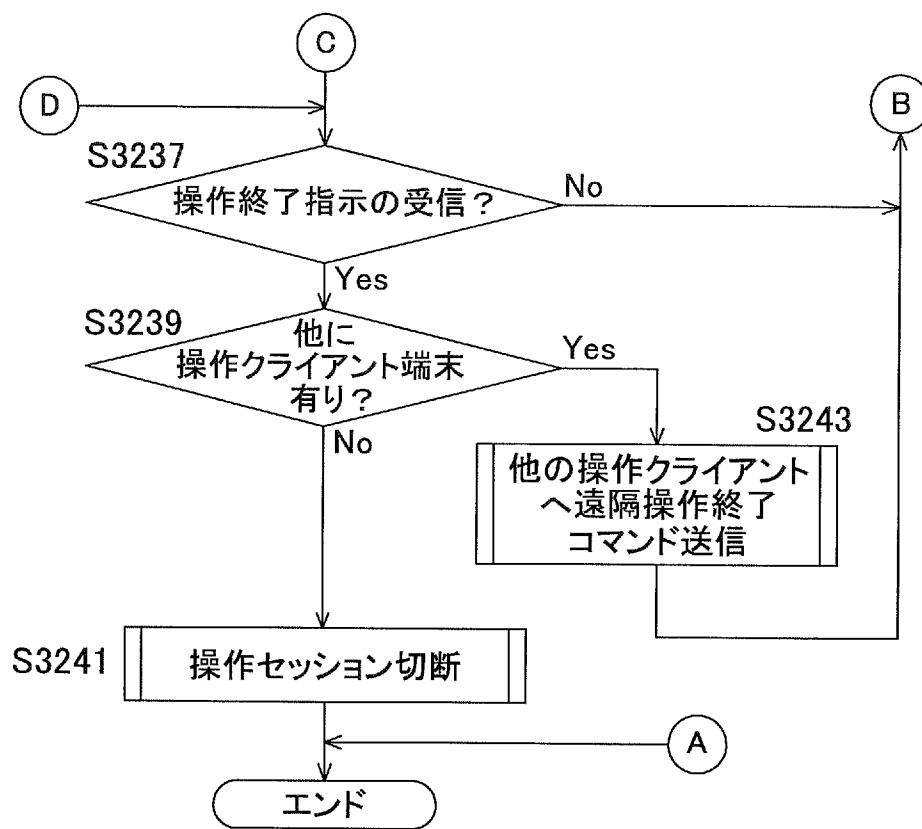 C
D
B
S3237
操作終了指示の受信？
No
Yes
S3239
他に
操作クライアント端末
有り？
Yes
No
S3243
他の操作クライアント
へ遠隔操作終了
コマンド送信
S3241
操作セッション切断
A
エンド